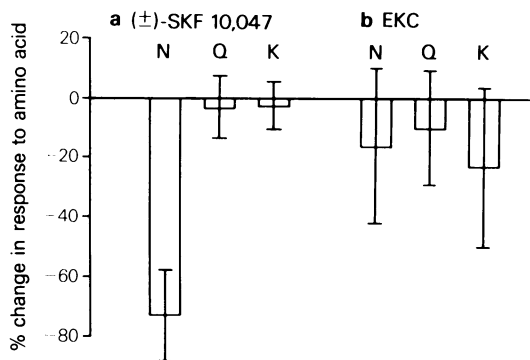 % change in response to amino acid
20
0
-20
-40
-60
-80
a (±)-SKF 10,047
N Q K
b EKC
N Q K